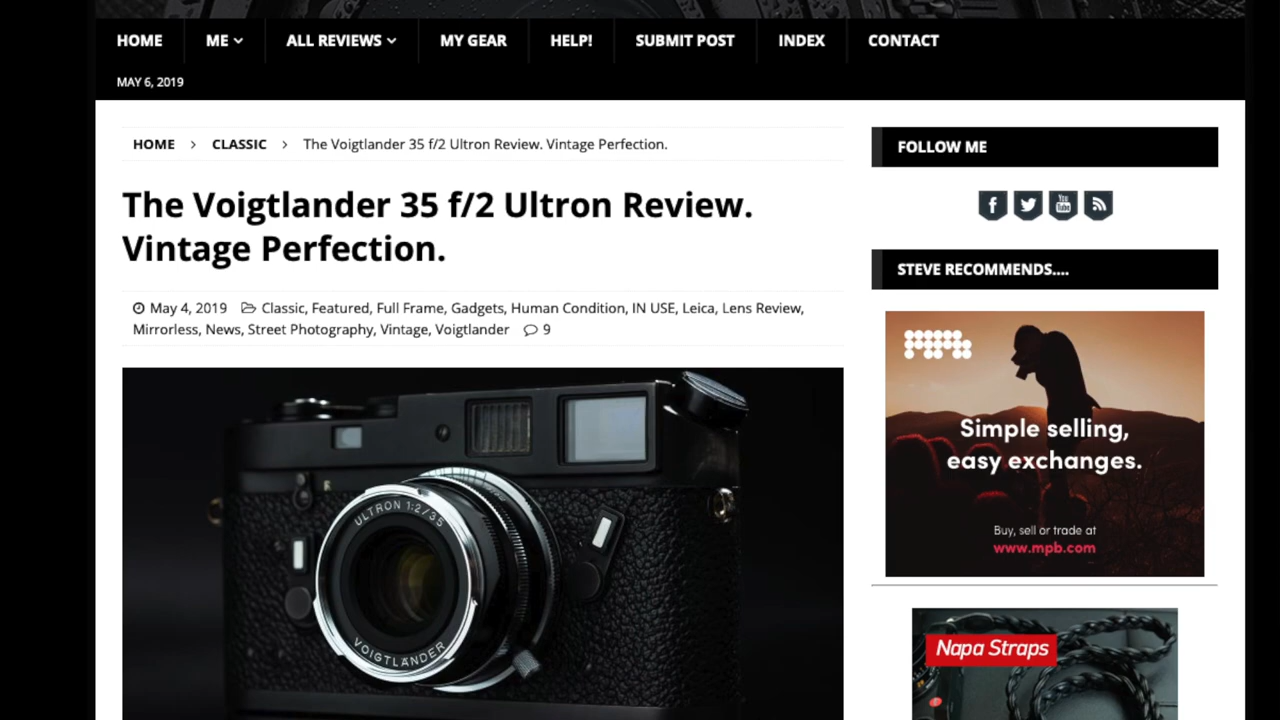 HOME ME ALL REVIEWS MY GEAR HELP! SUBMIT POST INDEX CONTACT
MAY 6, 2019
HOME > CLASSIC > The Voigtlander 35 f/2 Ultron Review. Vintage Perfection.
The Voigtlander 35 f/2 Ultron Review.
Vintage Perfection.
May 4, 2019 Classic, Featured, Full Frame, Gadgets, Human Condition, IN USE, Leica, Lens Review,
Mirrorless, News, Street Photography, Vintage, Voigtlander 9
ULTRON 1:2/35
VOIGTLÄNDER
FOLLOW ME
You
Tube
STEVE RECOMMENDS....
mpb
Simple selling,
easy exchanges.
Buy, sell or trade at
www.mpb.com
Napa Straps